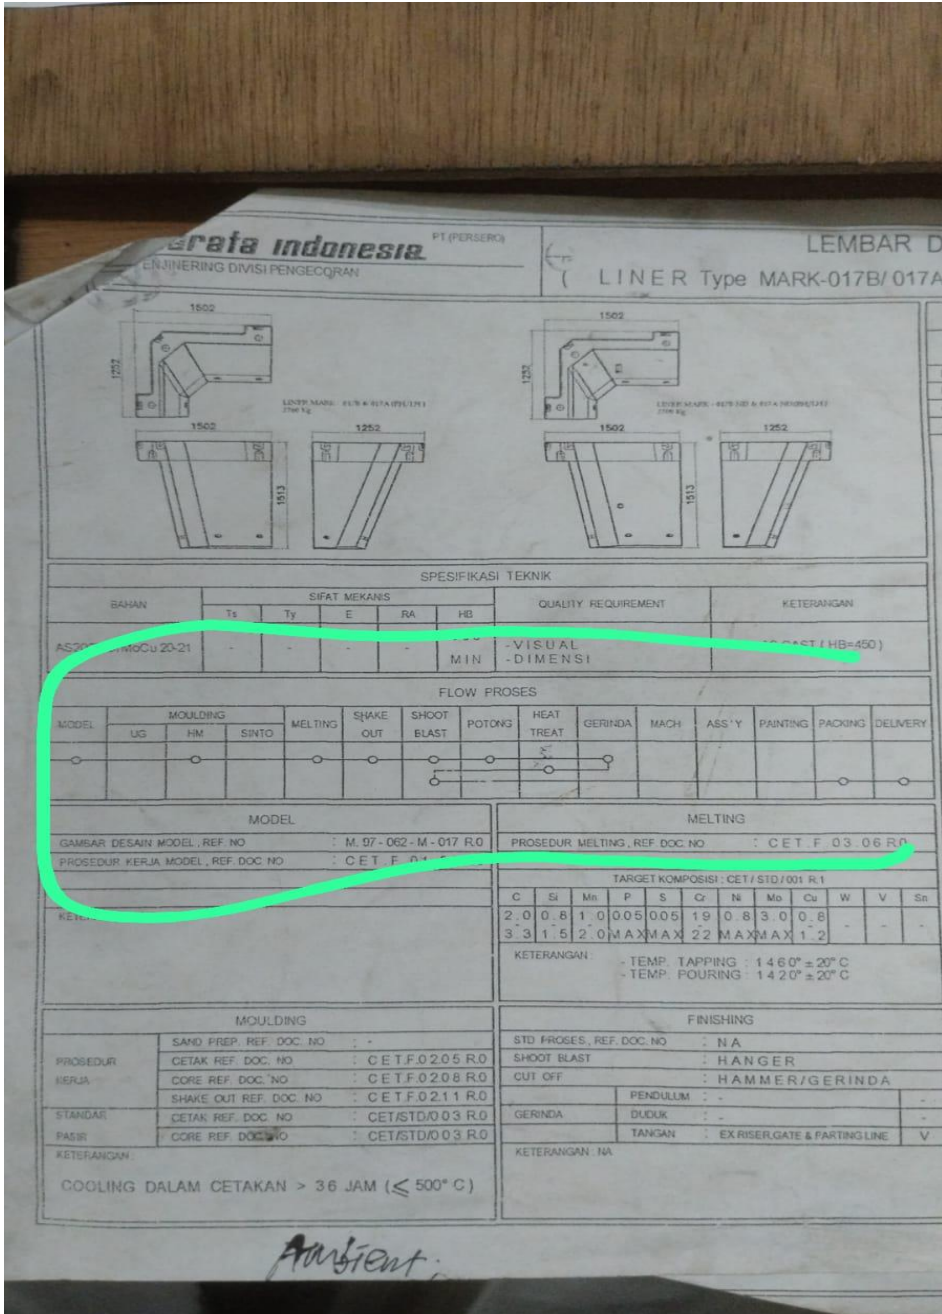 Indonesia PT.(PERSERO)
ENJINERING DIVISI PENGECORAN
LEMBAR D
( LINER Type MARK-017B/017A
1502
1252
1502
1252
1513
1502
1252
1502
1252
1513
SPESIFIKASI TEKNIK
BAHAN SIFAT MEKANIS QUALITY REQUIREMENT KETERANGAN
Ts Ty E RA HB
20-21 - - - - MIN - VISUAL (HB=450)
- DIMENSI
FLOW PROSES
MODEL MOULDING MELTING SHAKE OUT SHOOT BLAST POTONG HEAT TREAT GERINDA MACH ASS'Y PAINTING PACKING DELIVERY
UG HM SINTO
MODEL
GAMBAR DESAIN MODEL, REF. NO : M. 97-062-M-017 R.0
PROSEDUR KERJA MODEL, REF. DOC. NO : CET.F.
MELTING
PROSEDUR MELTING, REF. DOC. NO. : CET.F.03.06 R.0
TARGET KOMPOSISI : CET / STD / 001 R.1
C Si Mn P S Cr Ni Mo Cu W V Sn
2.0 0.8 1.0 0.05 0.05 19 0.8 3.0 0.8
- - - - - - - -
3.3 1.5 2.0 MAX MAX 22 MAX MAX 1.2
KETERANGAN : - TEMP. TAPPING : 1460° ± 20° C
- TEMP. POURING : 1420° ± 20° C
MOULDING
PROSEDUR KERJA
SAND PREP. REF. DOC. NO : -
CETAK REF. DOC. NO : CET.F.02.05 R.0
CORE REF. DOC. NO : CET.F.02.08 R.0
SHAKE OUT REF. DOC. NO : CET.F.02.11 R.0
STANDAR PASIR
CETAK REF. DOC. NO : CET/STD/003 R.0
CORE REF. DOC. NO : CET/STD/003 R.0
KETERANGAN :
COOLING DALAM CETAKAN > 36 JAM (≤ 500° C)
FINISHING
STD PROSES, REF. DOC. NO : NA
SHOOT BLAST : HANGER
CUT OFF : HAMMER/GERINDA
GERINDA
PENDULUM : - -
DUDUK : - -
TANGAN : EX RISER,GATE & PARTING LINE V
KETERANGAN : NA
Ambient.